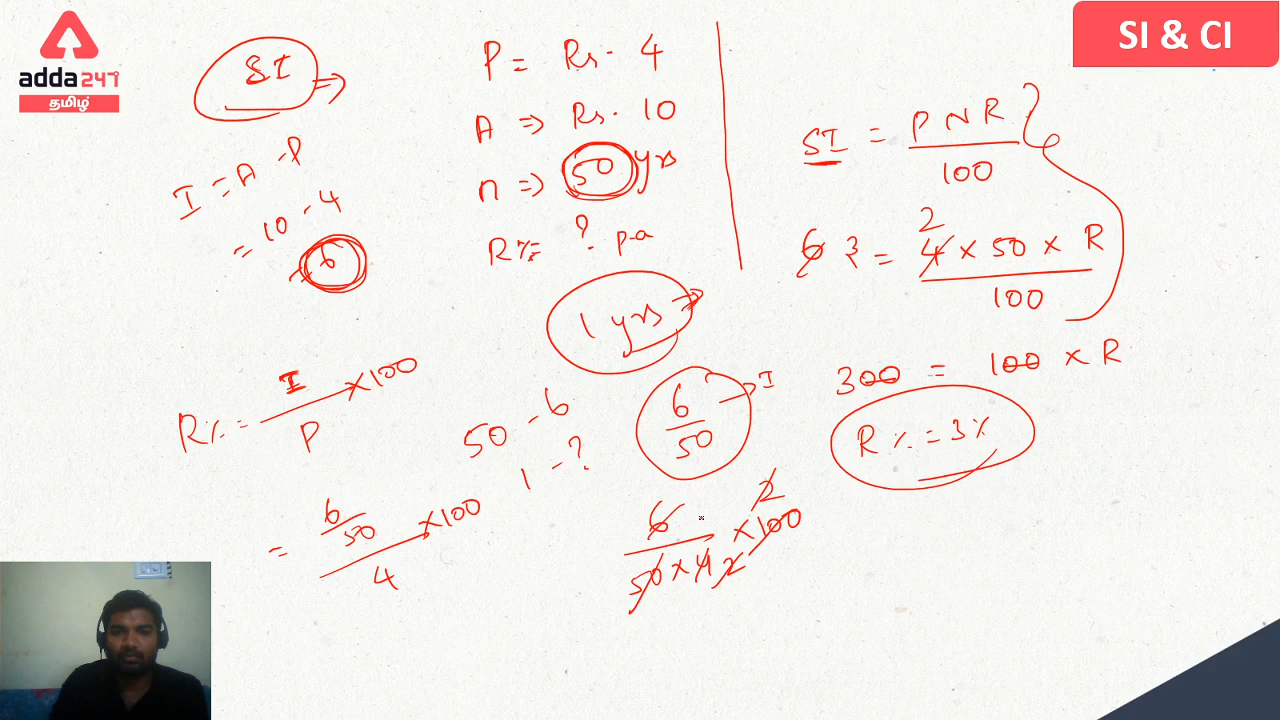 adda247
தமிழ்
SI & CI
SI →
I = A - P
= 10 - 4
= 6
P = Rs. 4
A ⇒ Rs. 10
n ⇒ 50 yrs
R% = ? p.a
1 yrs →
SI = PNR / 100
6 3 = 4 2 × 50 × R / 100
300 = 100 × R
R% = 3%
R% = I / P × 100
50 - 6
1 - ?
6 / 50 → I
= 6/50 / 4 × 100
6 / 50 × 4 2 × 100 2